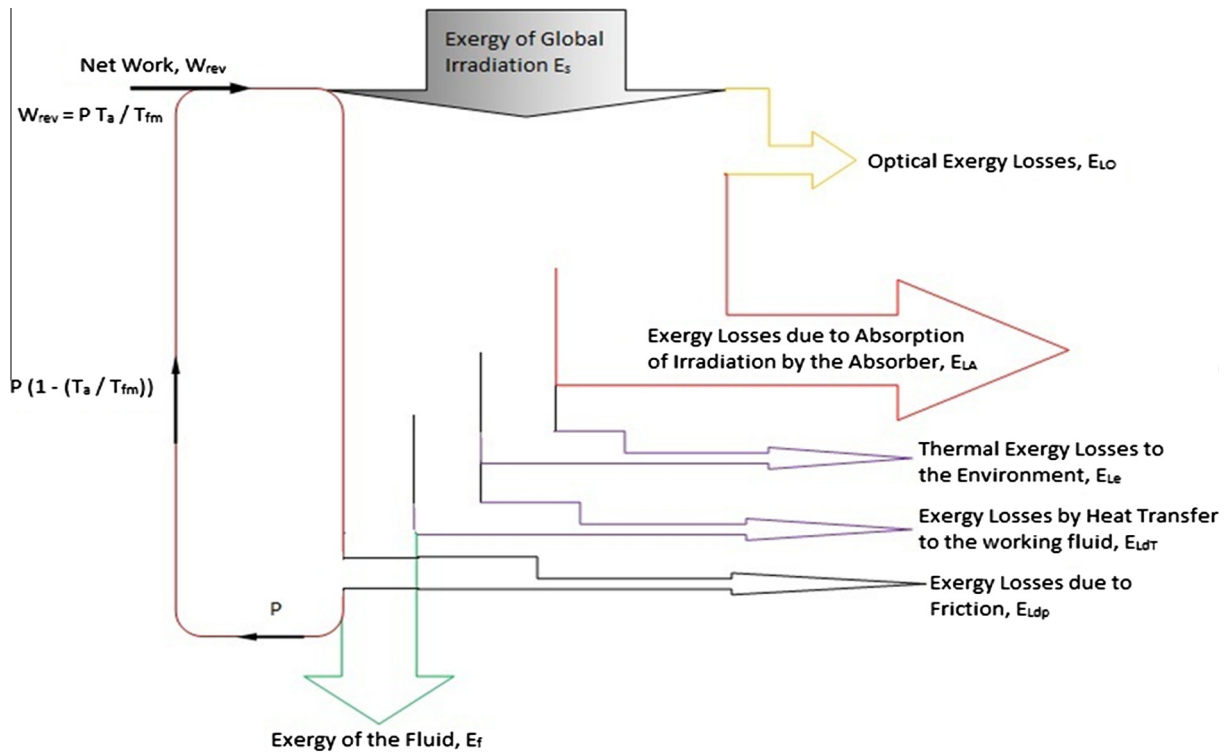 Exergy of Global
Irradiation Es
Net Work, Wrev
Wrev = P Ta / Tfm
Optical Exergy Losses, ELO
Exergy Losses due to Absorption
of Irradiation by the Absorber, ELA
P (1 - (Ta / Tfm))
Thermal Exergy Losses to
the Environment, ELe
Exergy Losses by Heat Transfer
to the working fluid, ELdT
Exergy Losses due to
Friction, ELdp
P
Exergy of the Fluid, Ef